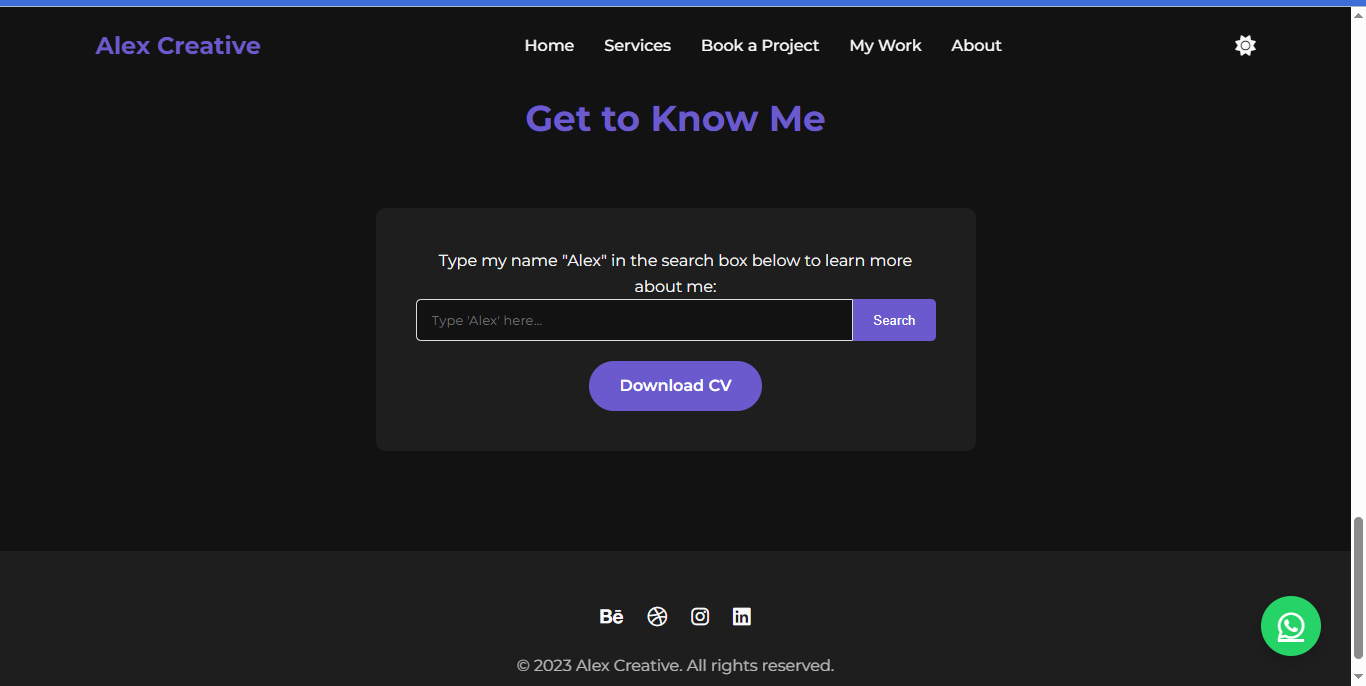 Alex Creative
Home Services Book a Project My Work About
Get to Know Me
Type my name "Alex" in the search box below to learn more
about me:
Type 'Alex' here...
Search
Download CV
Bē
in
© 2023 Alex Creative. All rights reserved.